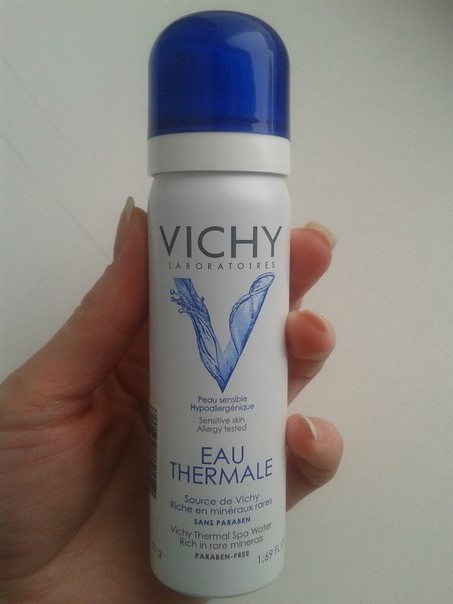 VICHY
LABORATOIRES
Peau sensible
Hypoallergénique
Sensitive skin
Allergy tested
EAU
THERMALE
Source de Vichy
Riche en minéraux rares
SANS PARABEN
Vichy Thermal Spa Water
Rich in rare minerals
PARABEN-FREE
1.69 FL